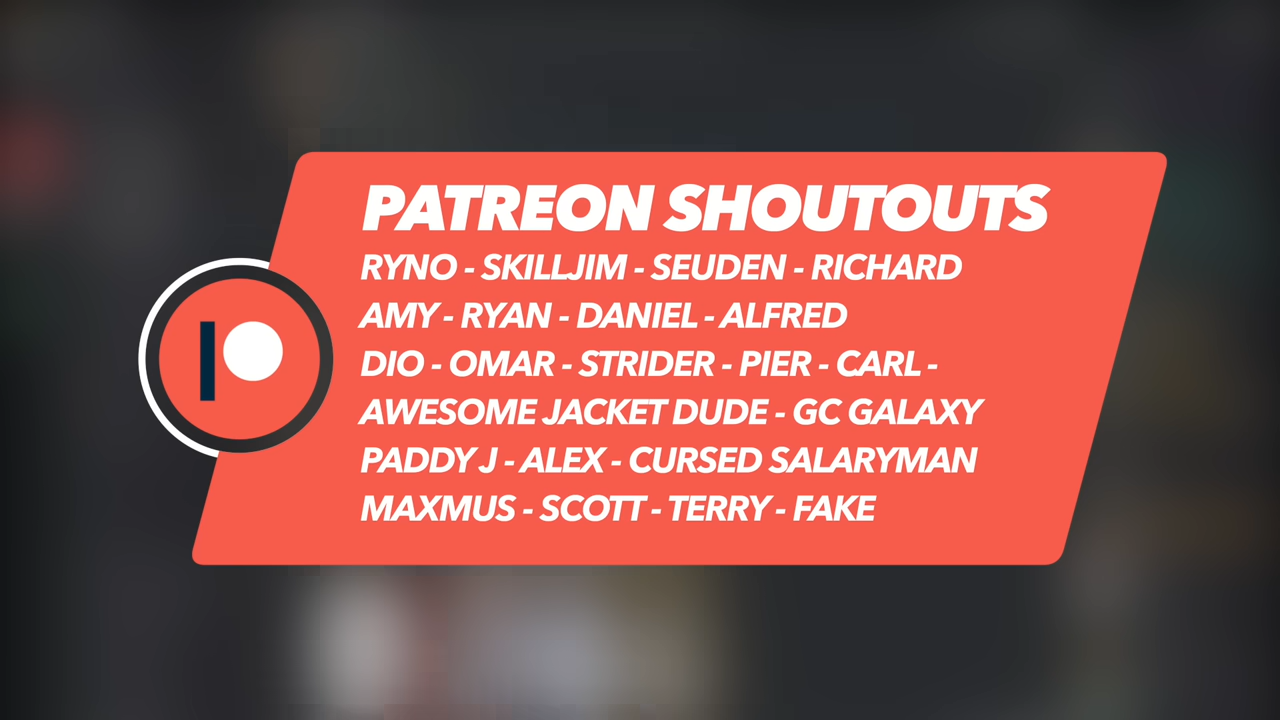 PATREON SHOUTOUTS
RYNO - SKILLJIM - SEUDEN - RICHARD
AMY - RYAN - DANIEL - ALFRED
DIO - OMAR - STRIDER - PIER - CARL -
AWESOME JACKET DUDE - GC GALAXY
PADDY J - ALEX - CURSED SALARYMAN
MAXMUS - SCOTT - TERRY - FAKE